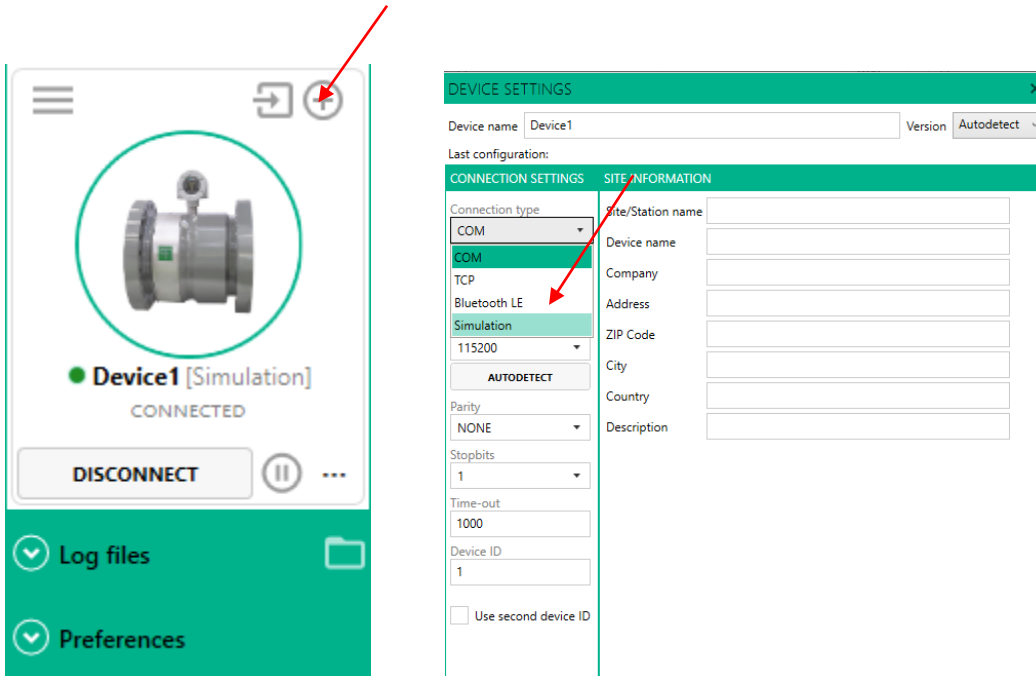 Device1 [Simulation]
CONNECTED
DISCONNECT
Log files
Preferences
DEVICE SETTINGS
Device name Device1 Version Autodetect
Last configuration:
CONNECTION SETTINGS SITE INFORMATION
Connection type
COM
COM
TCP
Bluetooth LE
Simulation
115200
AUTODETECT
Parity
NONE
Stopbits
1
Time-out
1000
Device ID
1
Use second device ID
Site/Station name
Device name
Company
Address
ZIP Code
City
Country
Description